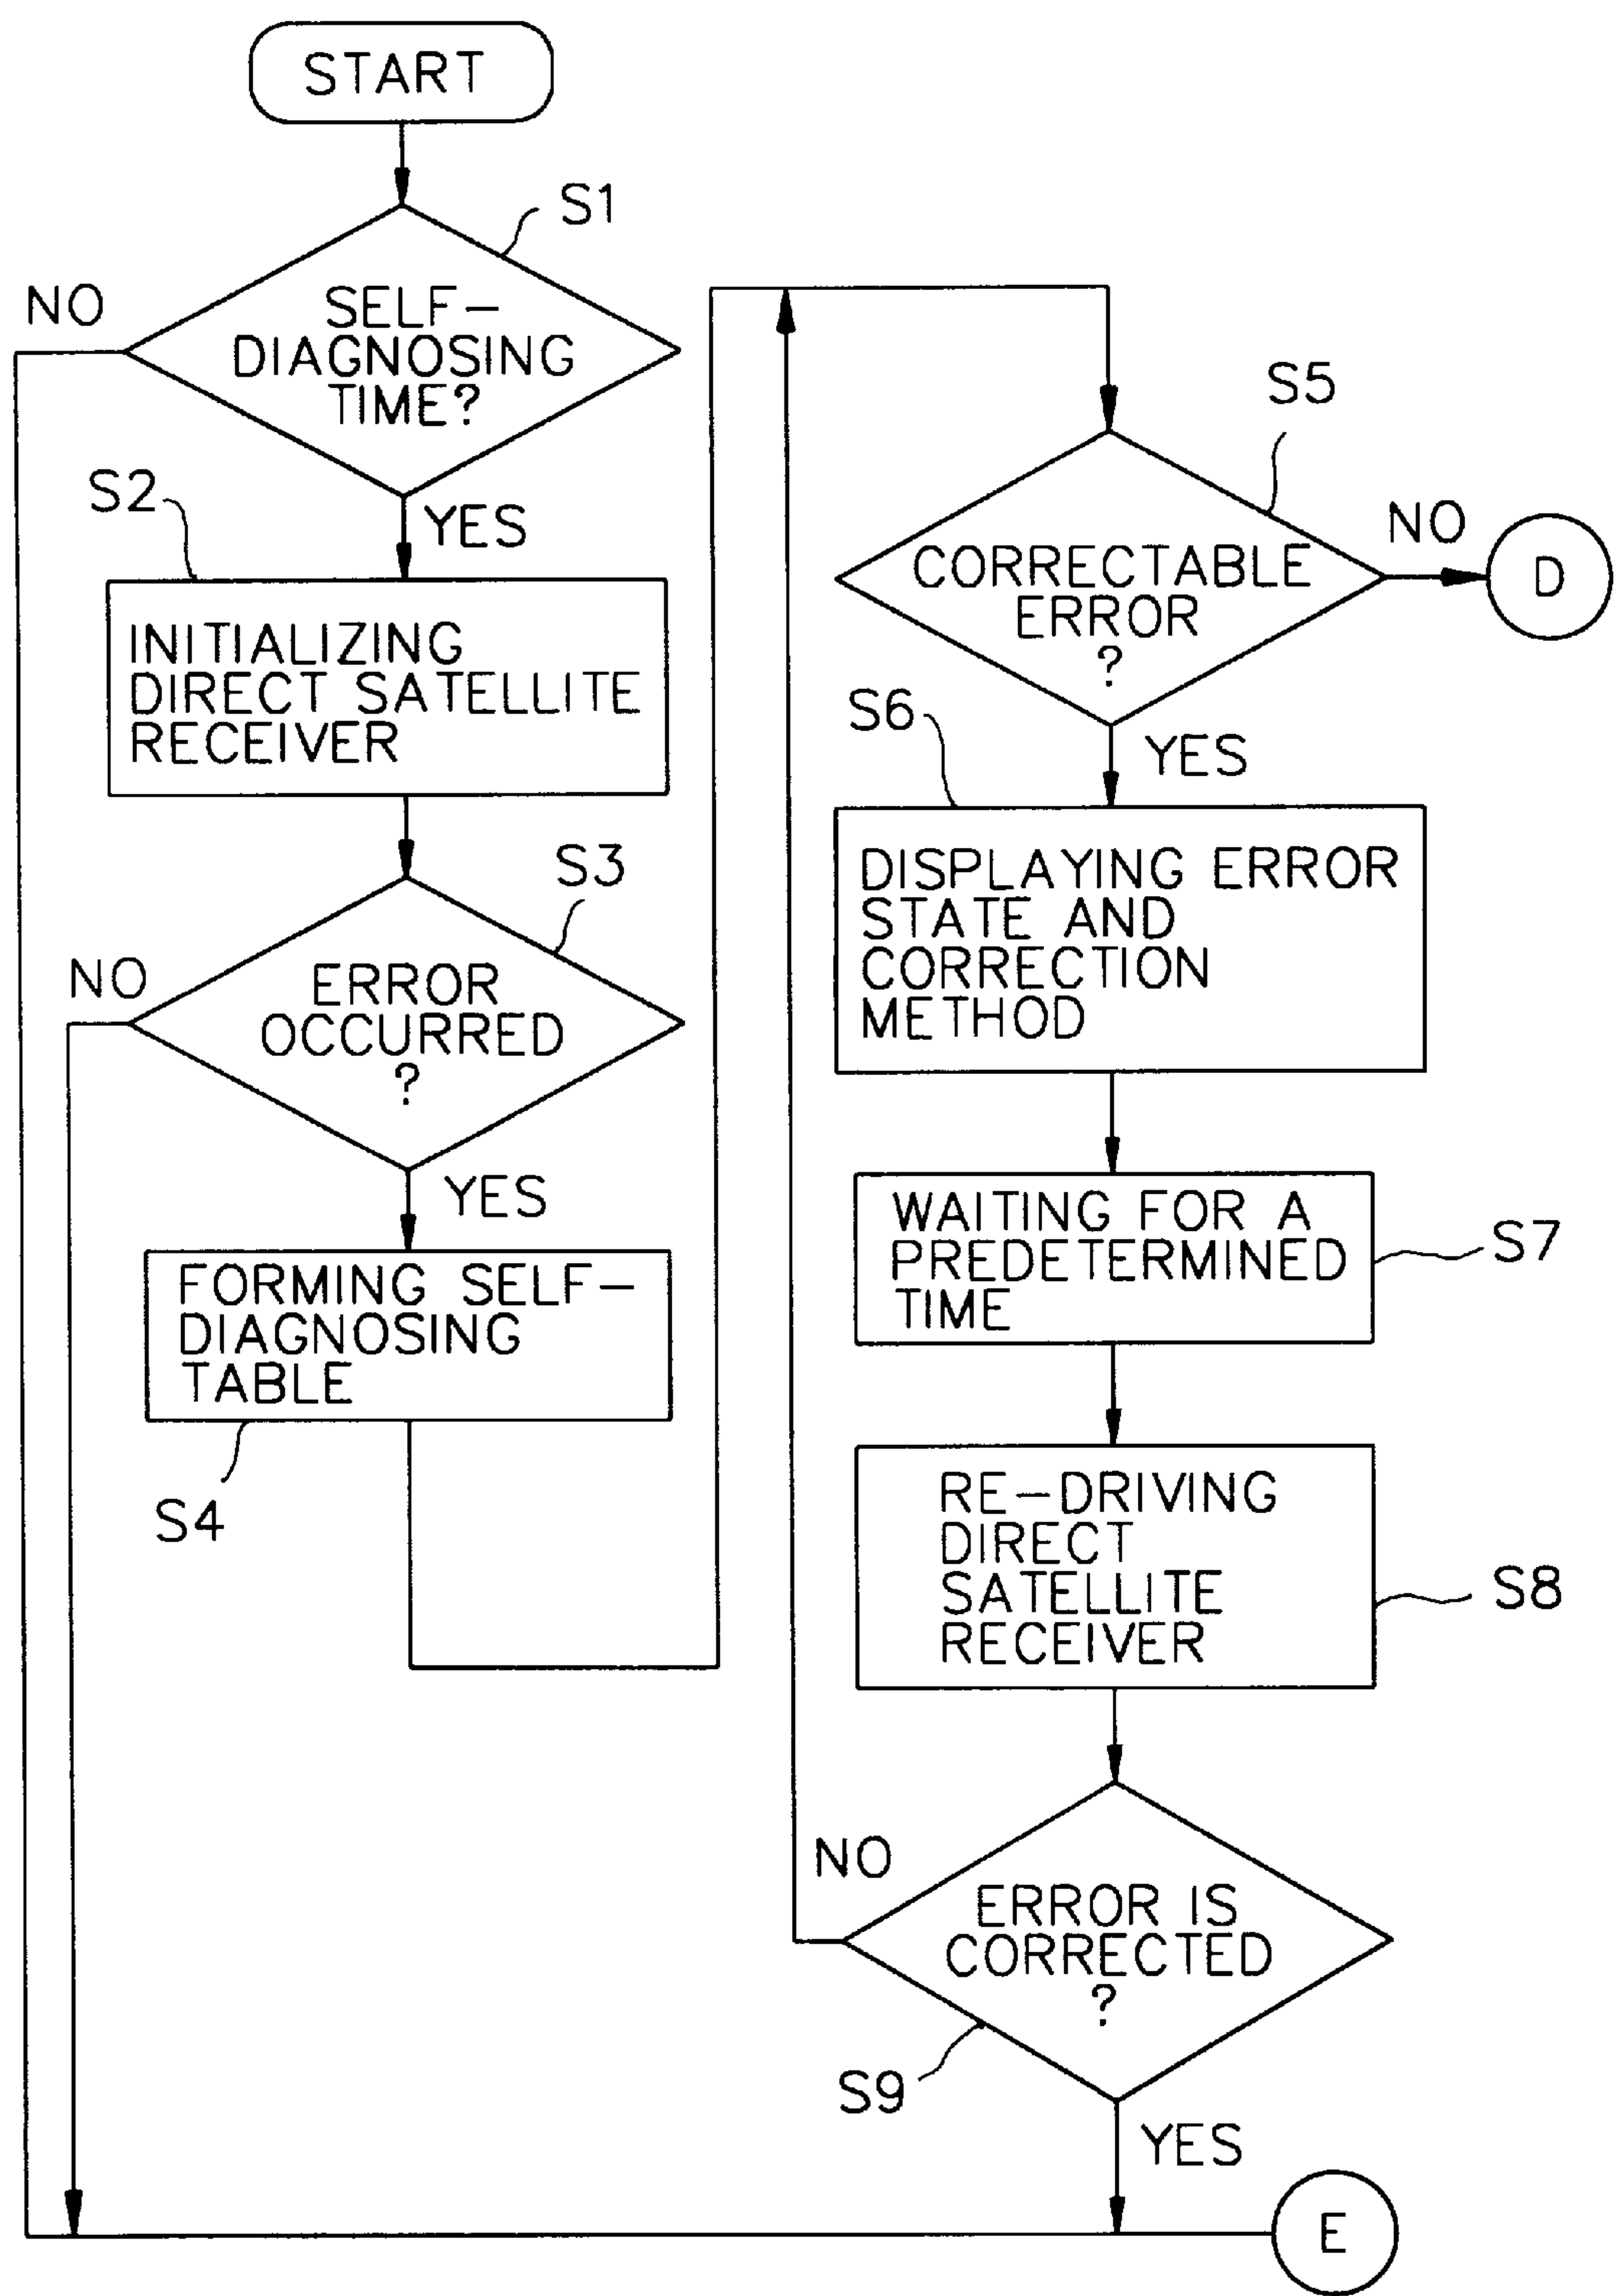 START
S1
NO
SELF-
DIAGNOSING
TIME?
YES
S2
INITIALIZING
DIRECT SATELLITE
RECEIVER
S3
NO
ERROR
OCCURRED
?
YES
FORMING SELF-
DIAGNOSING
TABLE
S4
S5
CORRECTABLE
ERROR
?
NO
D
YES
S6
DISPLAYING ERROR
STATE AND
CORRECTION
METHOD
WAITING FOR A
PREDETERMINED
TIME
S7
RE-DRIVING
DIRECT
SATELLITE
RECEIVER
S8
NO
ERROR IS
CORRECTED
?
S9
YES
E